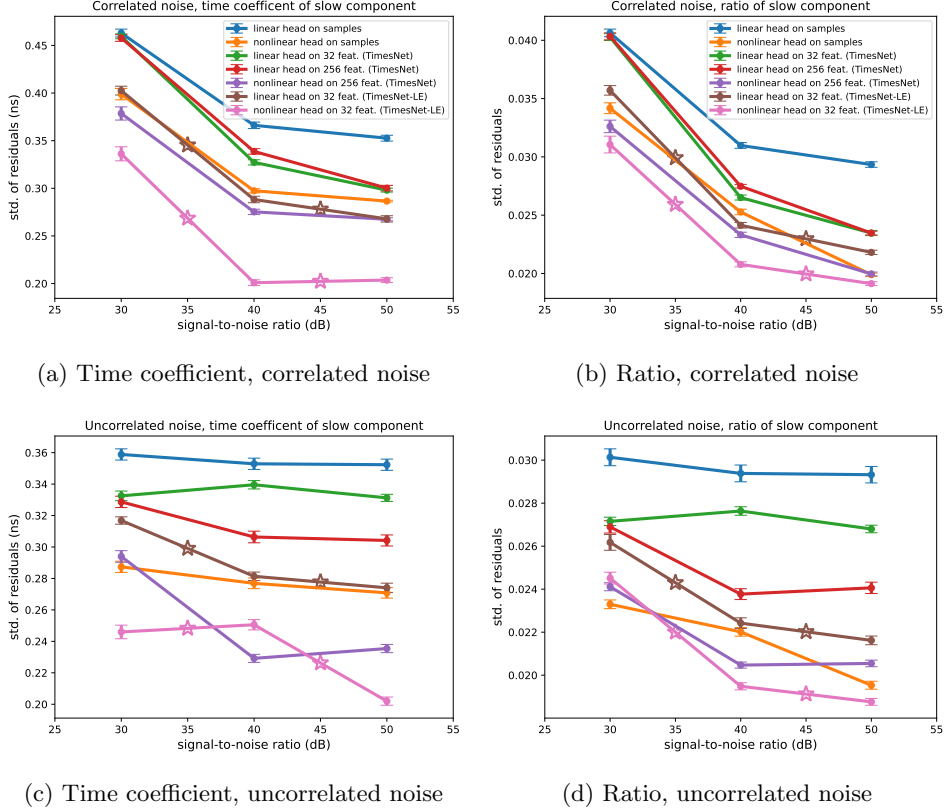 Correlated noise, time coefficient of slow component
linear head on samples
nonlinear head on samples
linear head on 32 feat. (TimesNet)
linear head on 256 feat. (TimesNet)
nonlinear head on 256 feat. (TimesNet)
linear head on 32 feat. (TimesNet-LE)
nonlinear head on 32 feat. (TimesNet-LE)
std. of residuals (ns)
0.45
0.40
0.35
0.30
0.25
0.20
25 30 35 40 45 50 55
signal-to-noise ratio (dB)
(a) Time coefficient, correlated noise
Correlated noise, ratio of slow component
linear head on samples
nonlinear head on samples
linear head on 32 feat. (TimesNet)
linear head on 256 feat. (TimesNet)
nonlinear head on 256 feat. (TimesNet)
linear head on 32 feat. (TimesNet-LE)
nonlinear head on 32 feat. (TimesNet-LE)
std. of residuals
0.040
0.035
0.030
0.025
0.020
25 30 35 40 45 50 55
signal-to-noise ratio (dB)
(b) Ratio, correlated noise
Uncorrelated noise, time coefficent of slow component
std. of residuals (ns)
0.36
0.34
0.32
0.30
0.28
0.26
0.24
0.22
0.20
25 30 35 40 45 50 55
signal-to-noise ratio (dB)
(c) Time coefficient, uncorrelated noise
Uncorrelated noise, ratio of slow component
std. of residuals
0.030
0.028
0.026
0.024
0.022
0.020
25 30 35 40 45 50 55
signal-to-noise ratio (dB)
(d) Ratio, uncorrelated noise